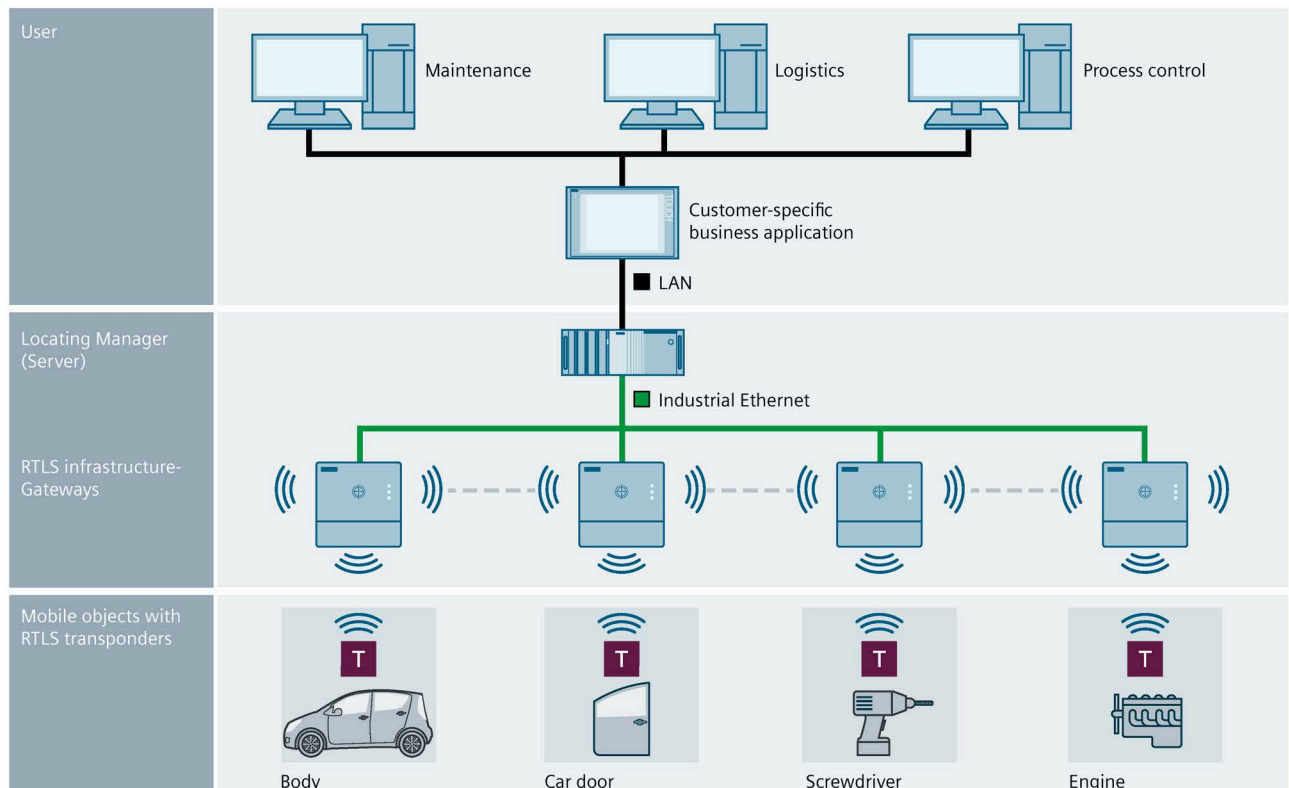 User
Maintenance
Logistics
Process control
Customer-specific
business application
LAN
Locating Manager
(Server)
Industrial Ethernet
RTLS infrastructure-
Gateways
Mobile objects with
RTLS transponders
T
T
T
T
Body
Car door
Screwdriver
Engine